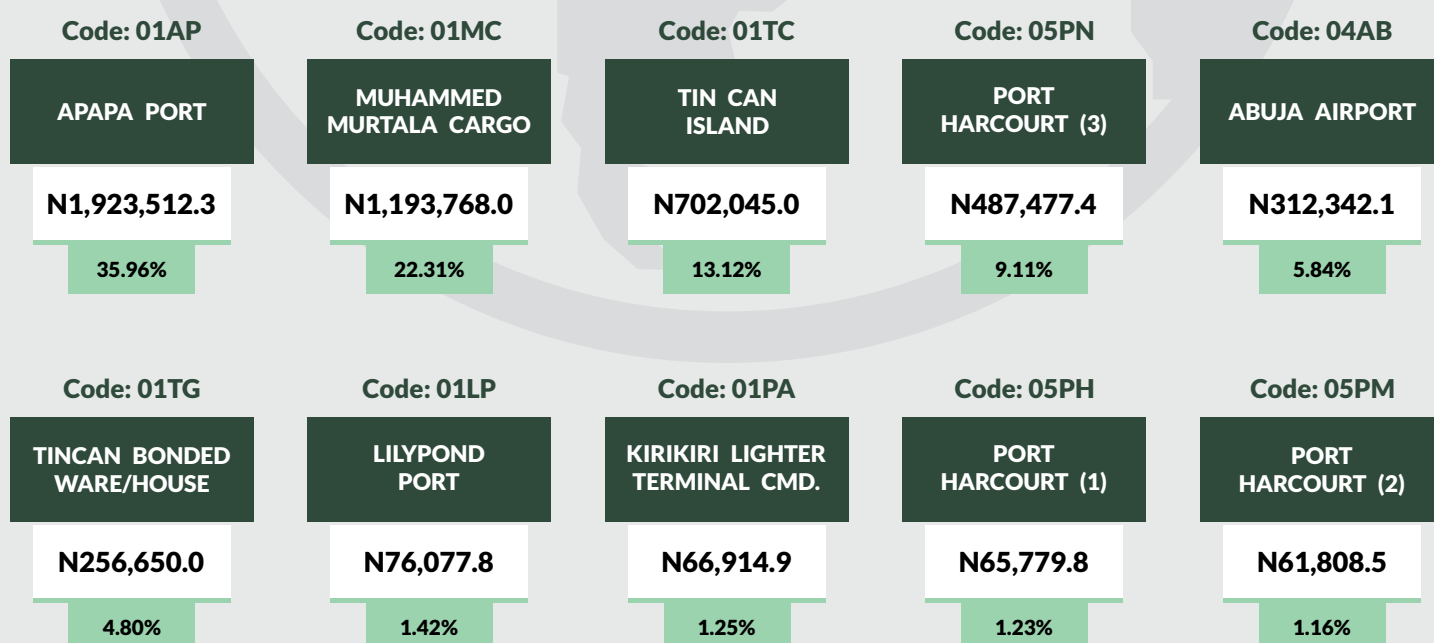 Code: 01AP
APAPA PORT
N1,923,512.3
35.96%
Code: 01MC
MUHAMMED
MURTALA CARGO
N1,193,768.0
22.31%
Code: 01TC
TIN CAN
ISLAND
N702,045.0
13.12%
Code: 05PN
PORT
HARCOURT (3)
N487,477.4
9.11%
Code: 04AB
ABUJA AIRPORT
N312,342.1
5.84%
Code: 01TG
TINCAN BONDED
WARE/HOUSE
N256,650.0
4.80%
Code: 01LP
LILYPOND
PORT
N76,077.8
1.42%
Code: 01PA
KIRIKIRI LIGHTER
TERMINAL CMD.
N66,914.9
1.25%
Code: 05PH
PORT
HARCOURT (1)
N65,779.8
1.23%
Code: 05PM
PORT
HARCOURT (2)
N61,808.5
1.16%